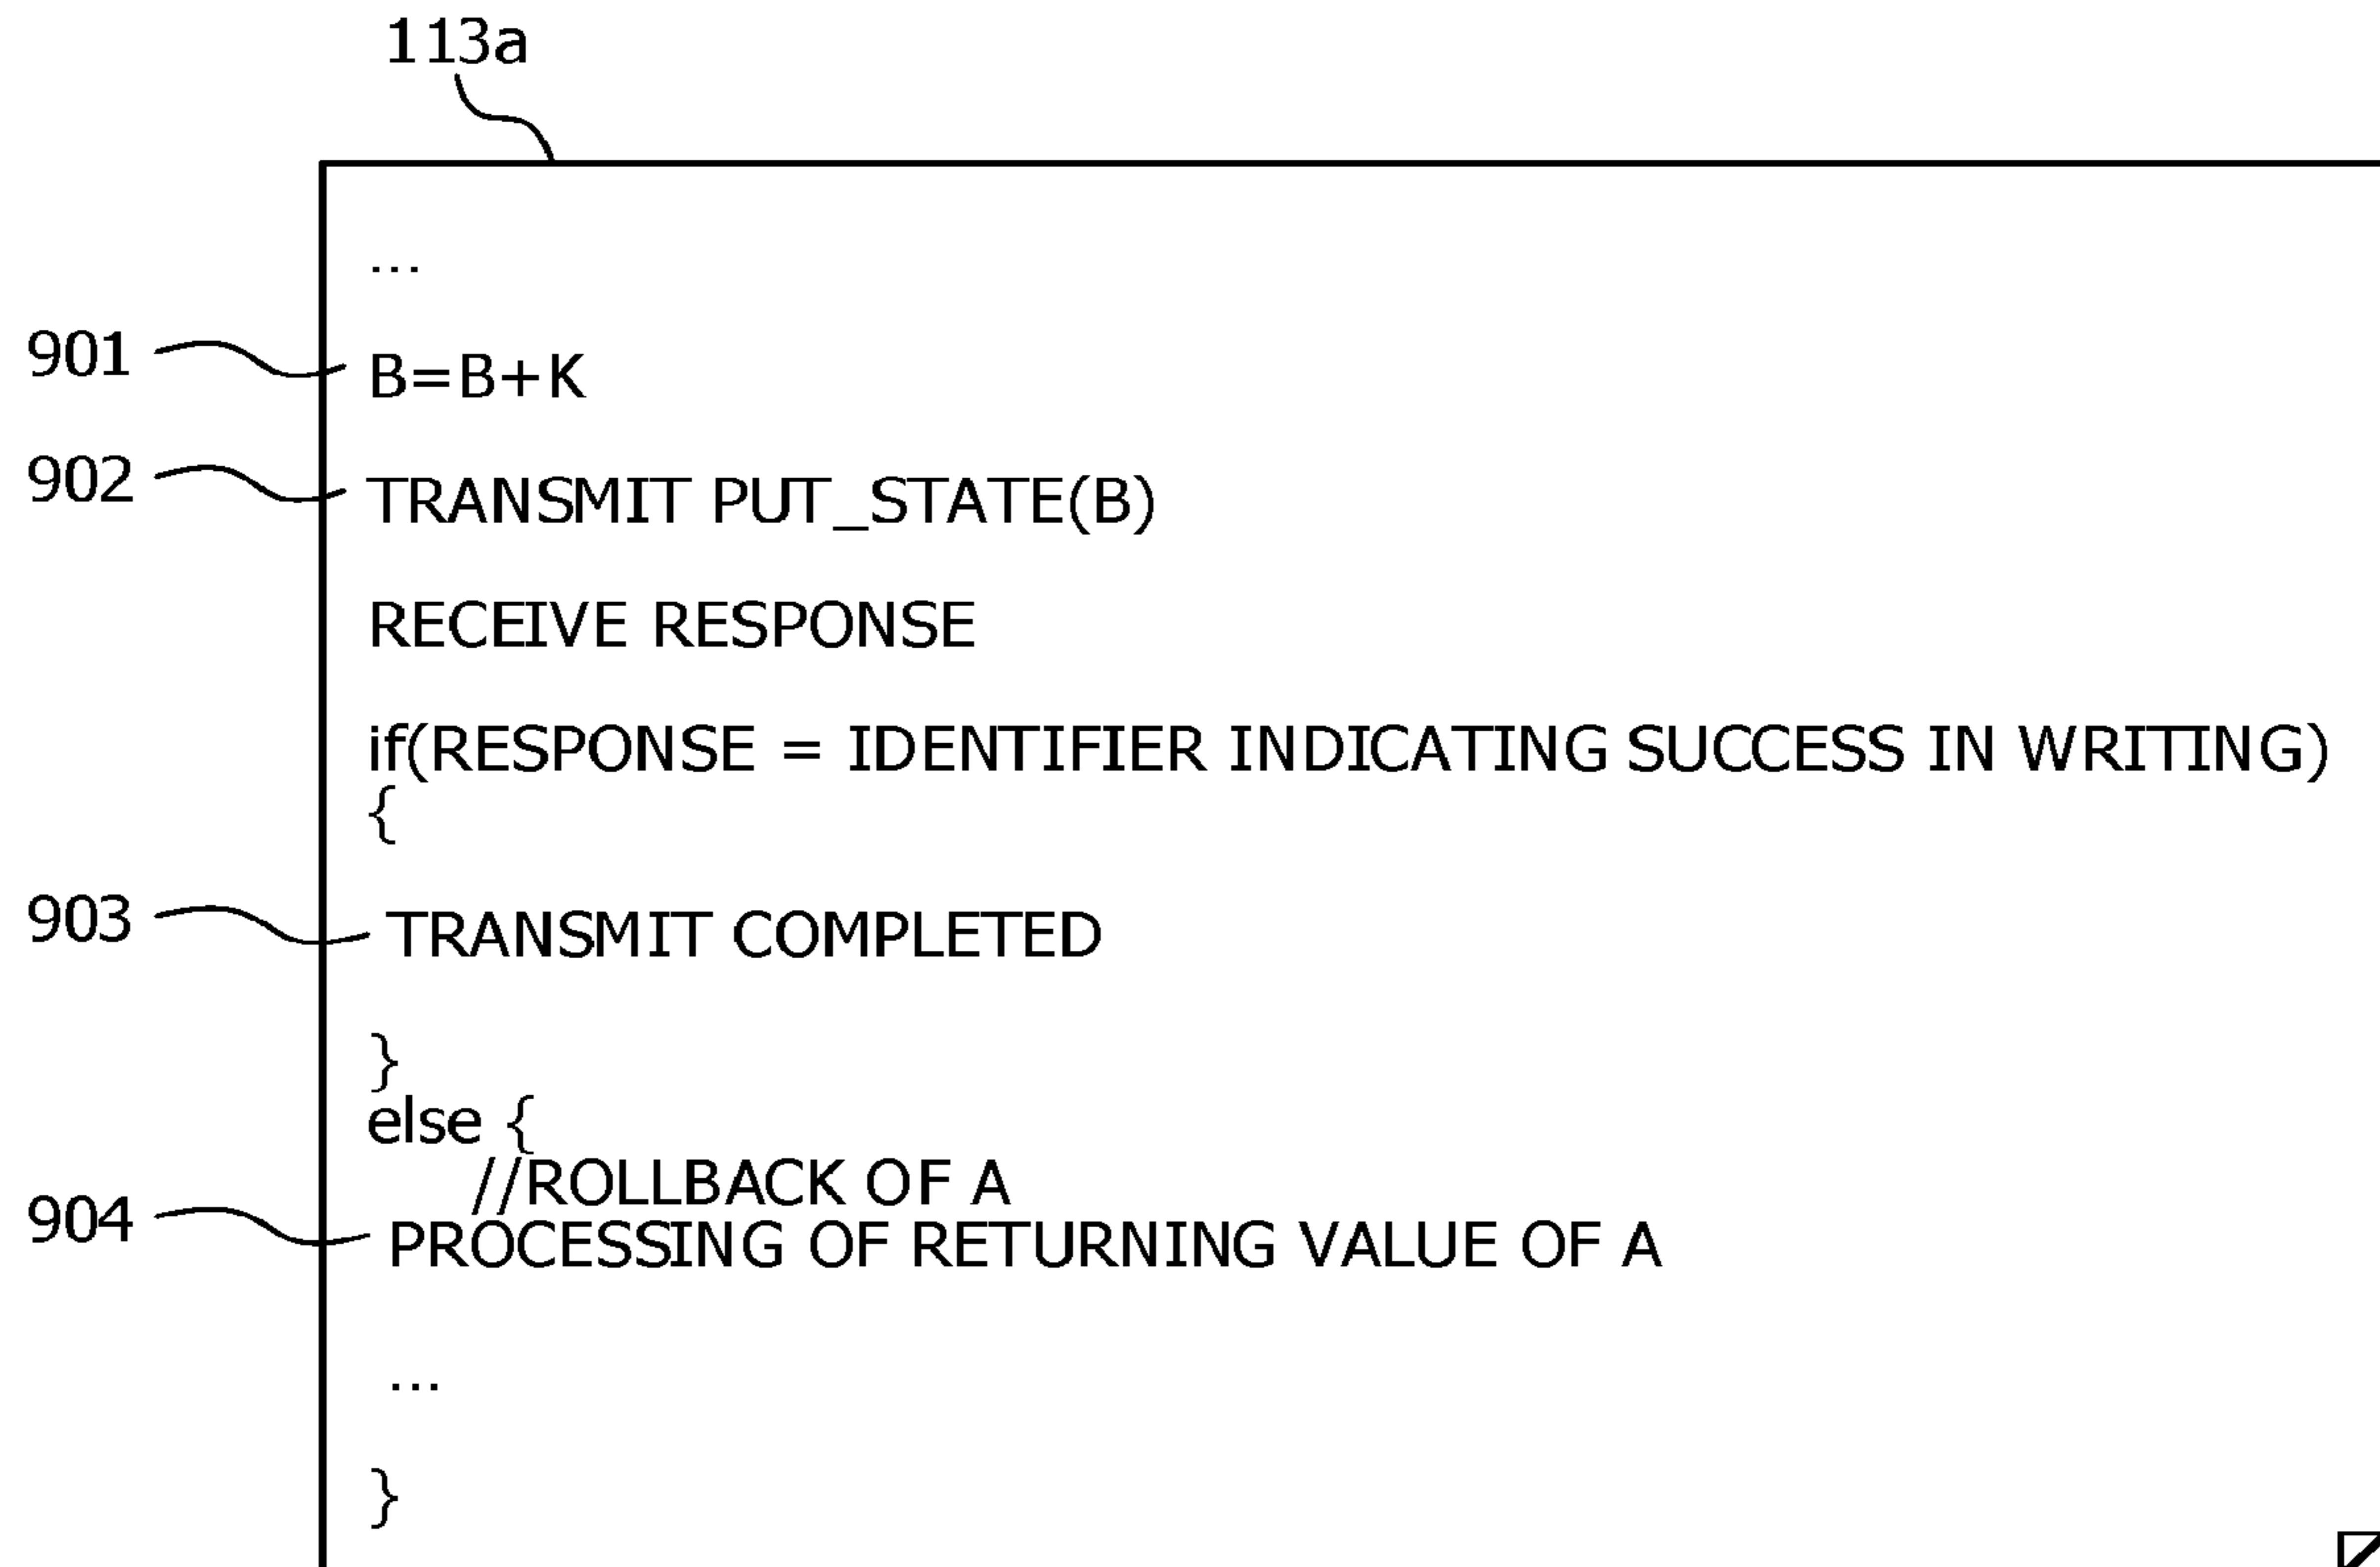 113a
...
901 B=B+K
902 TRANSMIT PUT_STATE(B)
RECEIVE RESPONSE
if(RESPONSE = IDENTIFIER INDICATING SUCCESS IN WRITING)
{
903 TRANSMIT COMPLETED
}
else {
//ROLLBACK OF A
904 PROCESSING OF RETURNING VALUE OF A
...
}